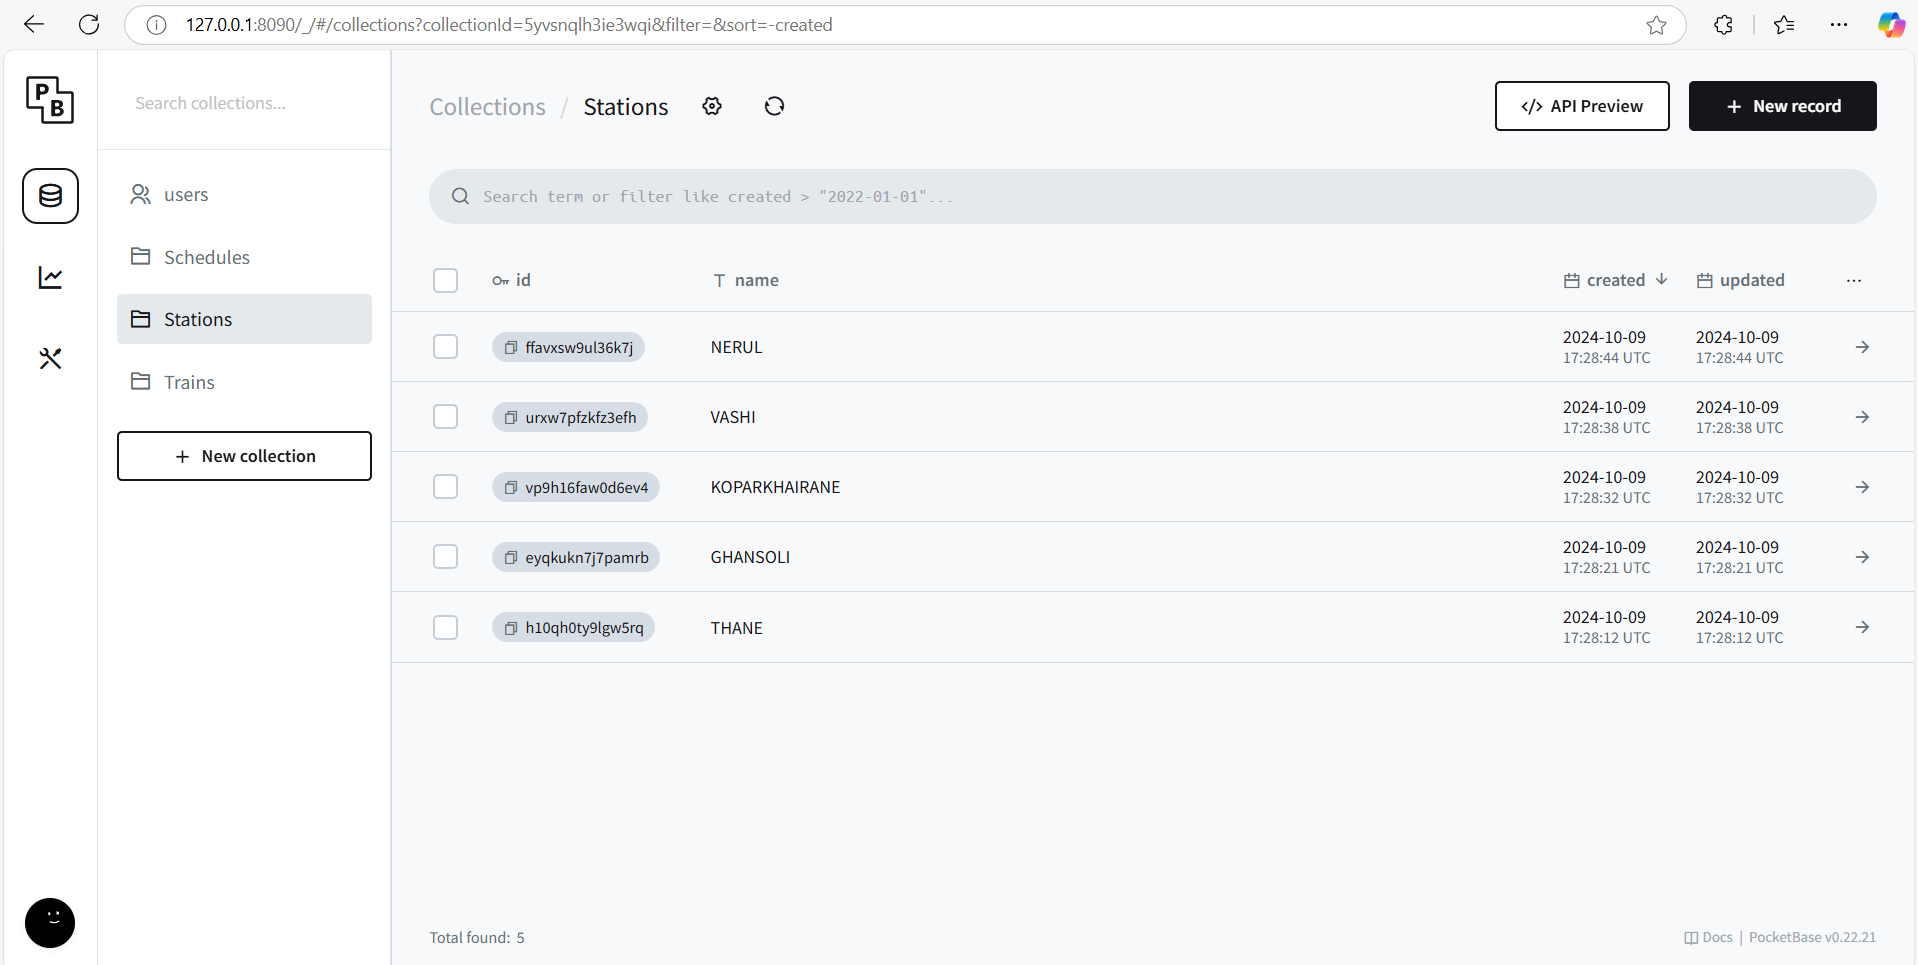 127.0.0.1:8090/_/#/collections?collectionId=5yvsnqlh3ie3wqi&filter=&sort=-created
P
B
Search collections...
users
Schedules
Stations
Trains
+ New collection
Collections / Stations
</> API Preview
+ New record
Search term or filter like created > "2022-01-01"...
id name created updated
ffavxsw9ul36k7j NERUL 2024-10-09 2024-10-09
17:28:44 UTC 17:28:44 UTC
urxw7pfzkfz3efh VASHI 2024-10-09 2024-10-09
17:28:38 UTC 17:28:38 UTC
vp9h16faw0d6ev4 KOPARKHAIRANE 2024-10-09 2024-10-09
17:28:32 UTC 17:28:32 UTC
eyqkukn7j7pamrb GHANSOLI 2024-10-09 2024-10-09
17:28:21 UTC 17:28:21 UTC
h10qh0ty9lgw5rq THANE 2024-10-09 2024-10-09
17:28:12 UTC 17:28:12 UTC
Total found: 5
Docs | PocketBase v0.22.21